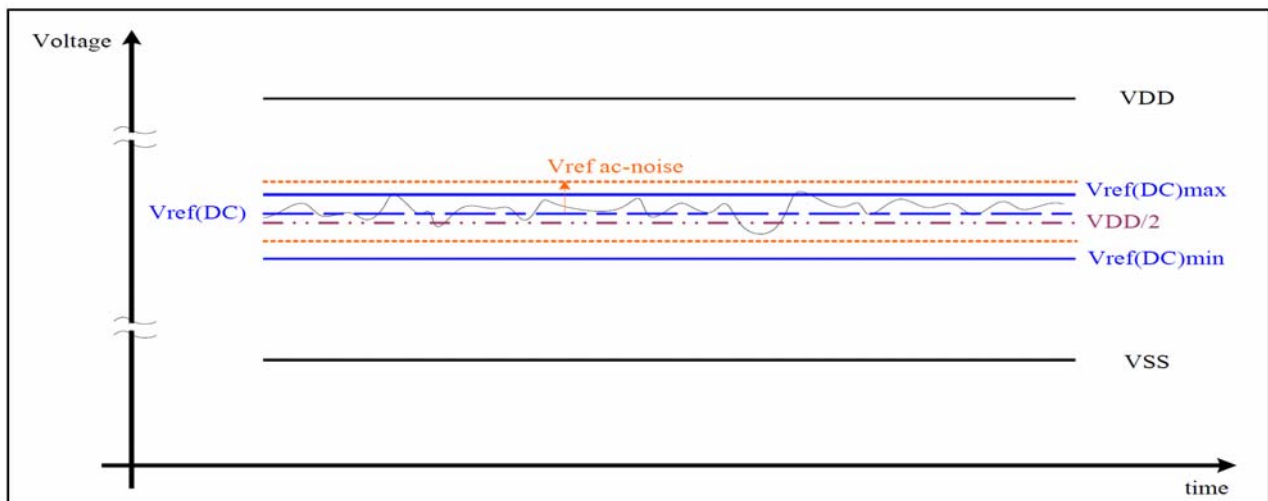 Voltage
VDD
Vref ac-noise
Vref(DC)max
Vref(DC)
VDD/2
Vref(DC)min
VSS
time